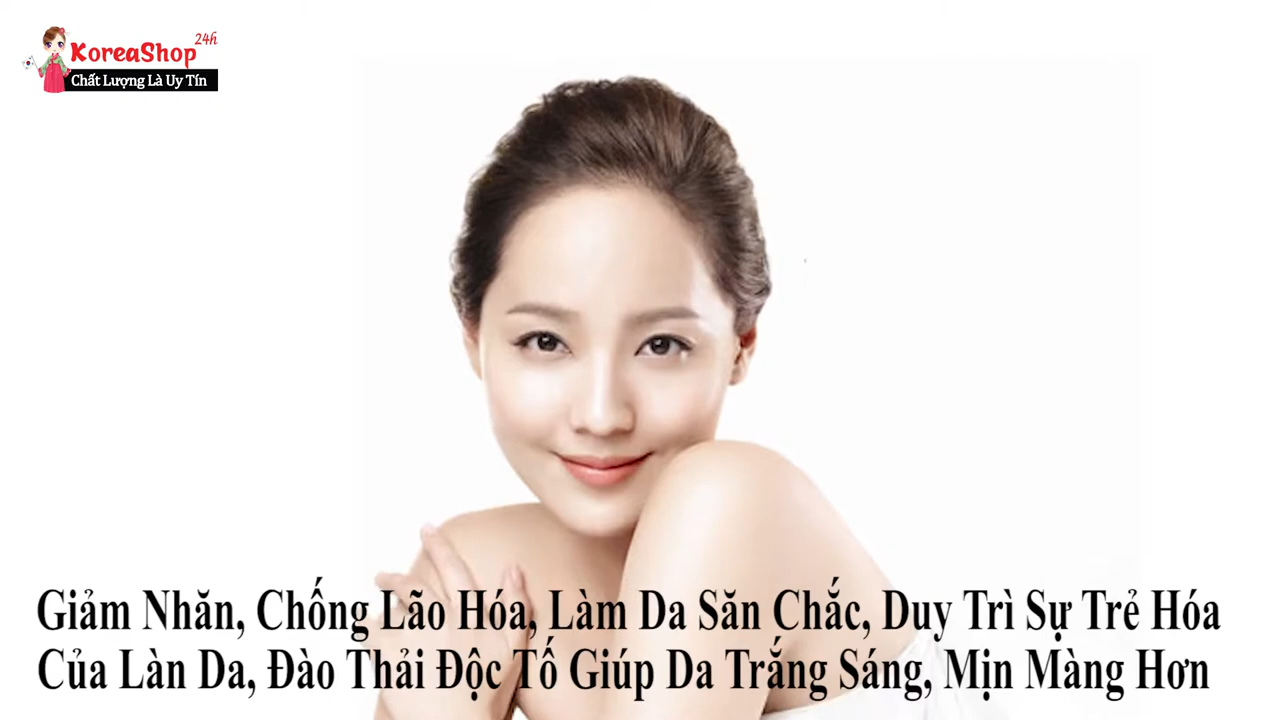 KoreaShop 24h
Chất Lượng Là Uy Tín
Giảm Nhăn, Chống Lão Hóa, Làm Da Săn Chắc, Duy Trì Sự Trẻ Hóa
Của Làn Da, Đào Thải Độc Tố Giúp Da Trắng Sáng, Mịn Màng Hơn